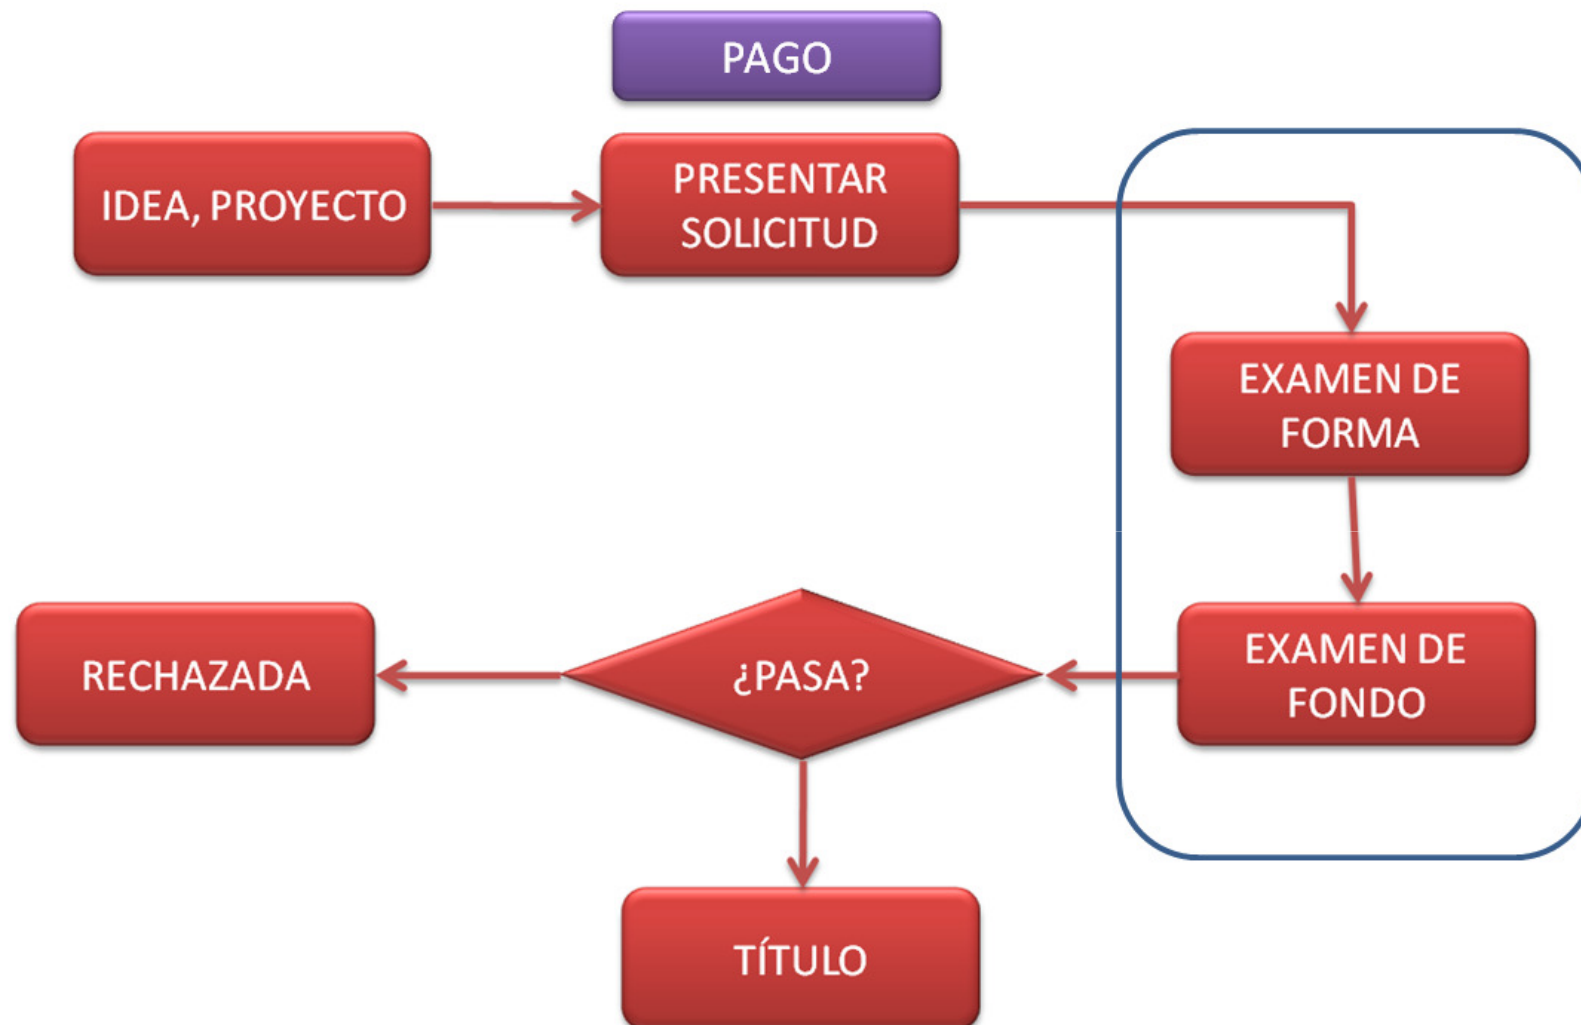 PAGO
IDEA, PROYECTO
PRESENTAR
SOLICITUD
EXAMEN DE
FORMA
EXAMEN DE
FONDO
¿PASA?
RECHAZADA
TÍTULO